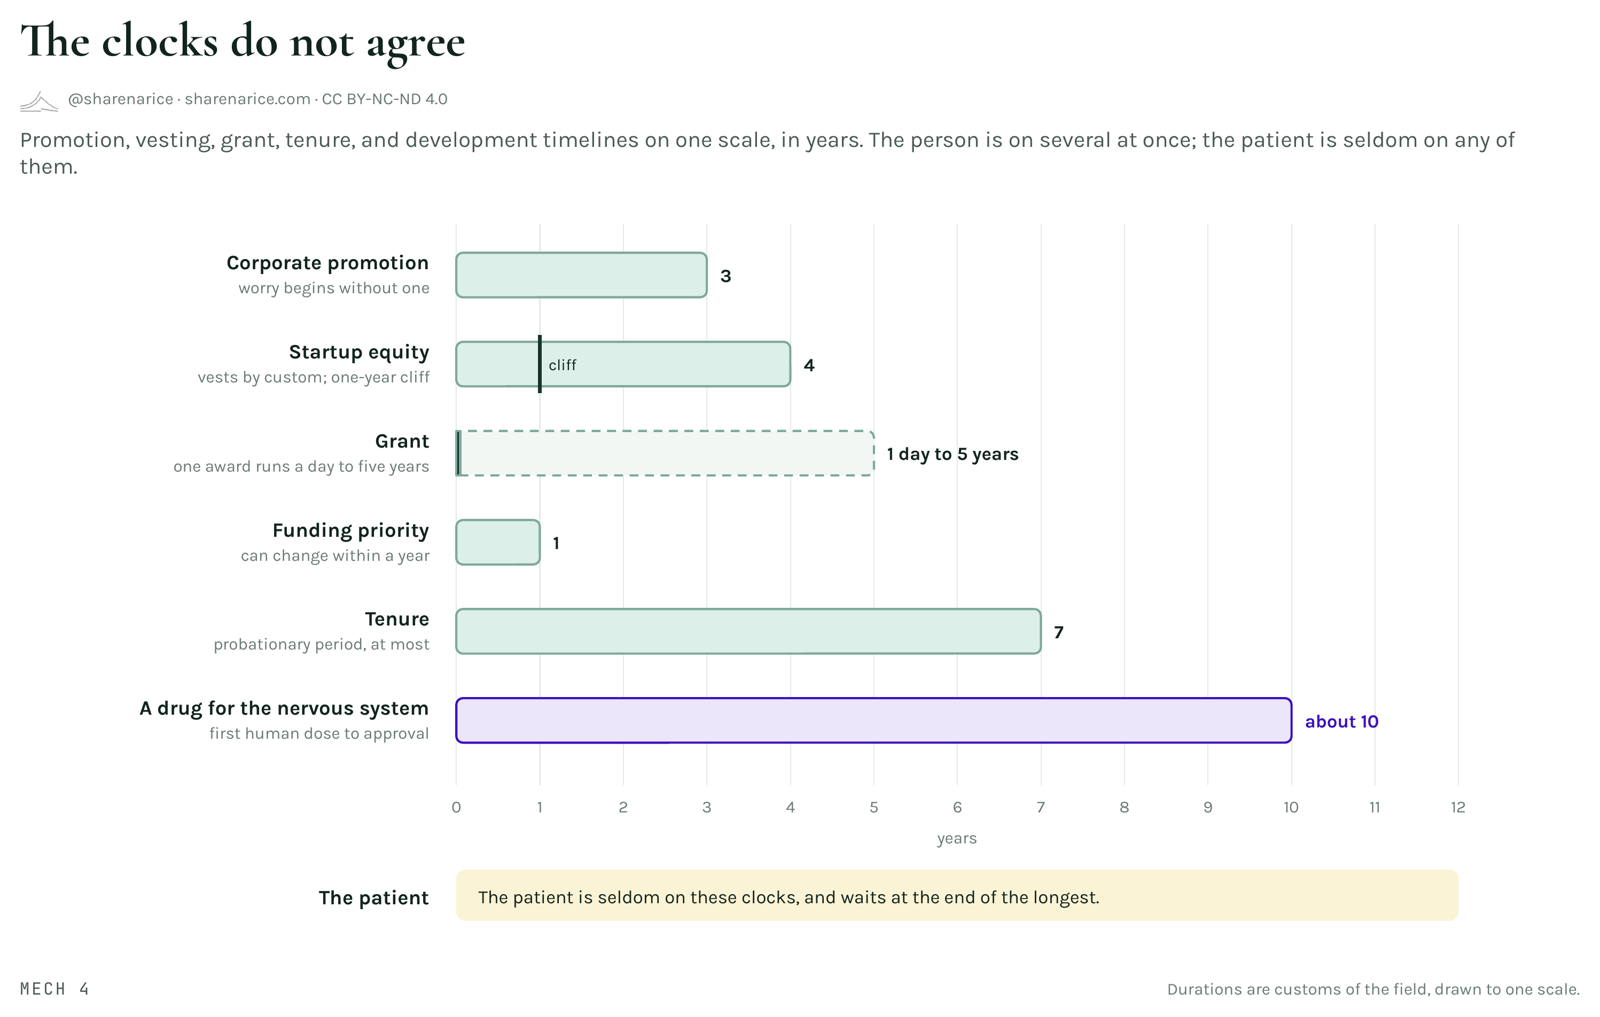 The clocks do not agree
@sharenarice · sharenarice.com · CC BY-NC-ND 4.0
Promotion, vesting, grant, tenure, and development timelines on one scale, in years. The person is on several at once; the patient is seldom on any of
them.
Corporate promotion
worry begins without one
3
Startup equity
vests by custom; one-year cliff
cliff
4
Grant
one award runs a day to five years
1 day to 5 years
Funding priority
can change within a year
1
Tenure
probationary period, at most
7
A drug for the nervous system
first human dose to approval
about 10
0 1 2 3 4 5 6 7 8 9 10 11 12
years
The patient
The patient is seldom on these clocks, and waits at the end of the longest.
MECH 4
Durations are customs of the field, drawn to one scale.